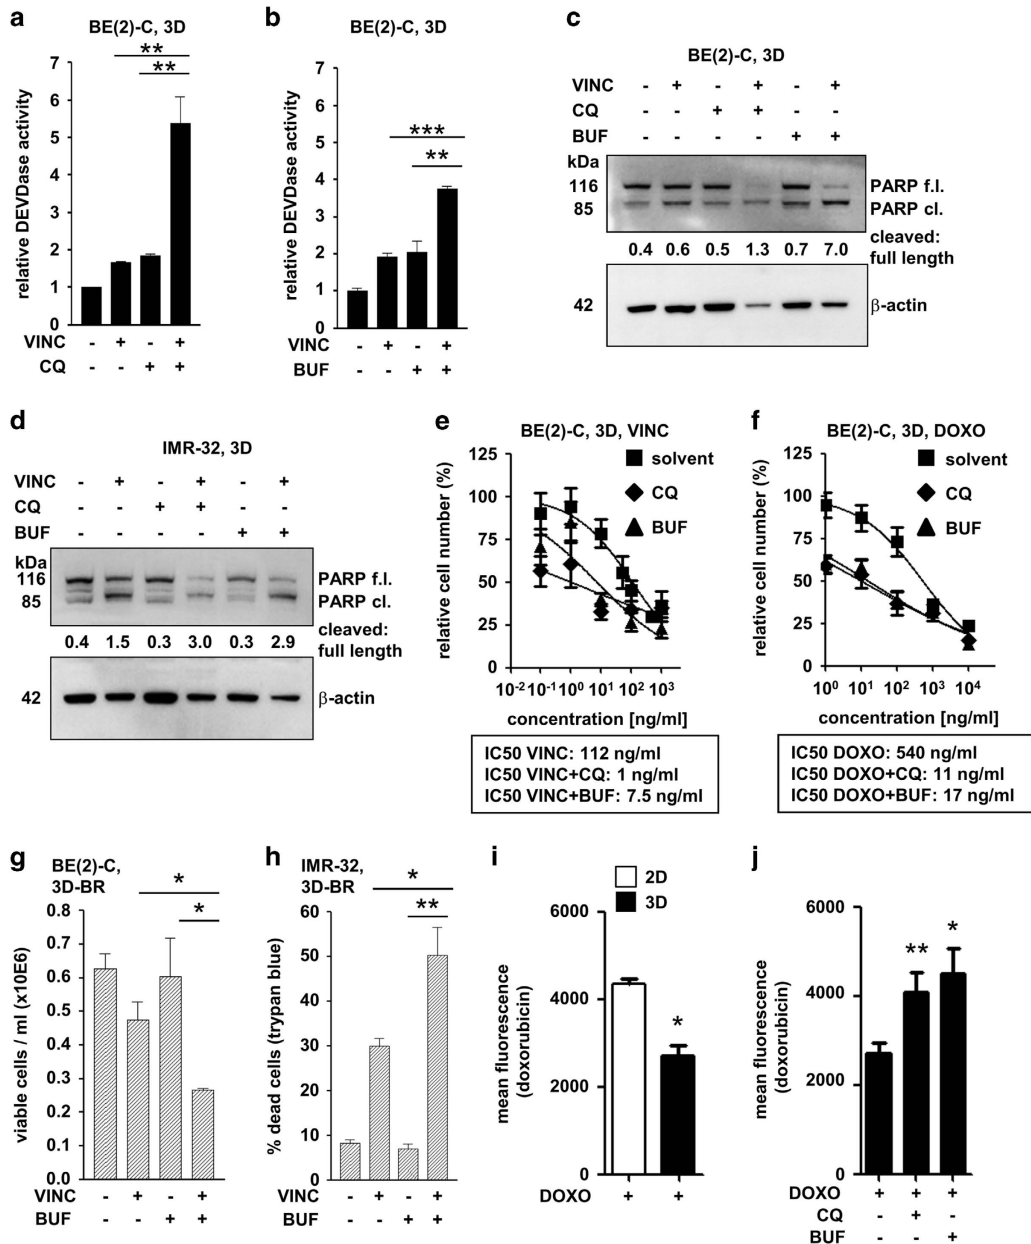 a
BE(2)-C, 3D
**
**
relative DEVDase activity
7
6
5
4
3
2
1
0
VINC - + - +
CQ - - + +
b
BE(2)-C, 3D
***
**
relative DEVDase activity
7
6
5
4
3
2
1
0
VINC - + - +
BUF - - + +
c
BE(2)-C, 3D
VINC - + - + - +
CQ - - + + - -
BUF - - - - + +
kDa
116 PARP f.l.
85 PARP cl.
0.4 0.6 0.5 1.3 0.7 7.0 cleaved: full length
42 β-actin
d
IMR-32, 3D
VINC - + - + - +
CQ - - + + - -
BUF - - - - + +
kDa
116 PARP f.l.
85 PARP cl.
0.4 1.5 0.3 3.0 0.3 2.9 cleaved: full length
42 β-actin
e
BE(2)-C, 3D, VINC
solvent
CQ
BUF
relative cell number (%)
125
100
75
50
25
0
10-2 10-1 100 101 102 103
concentration [ng/ml]
IC50 VINC: 112 ng/ml
IC50 VINC+CQ: 1 ng/ml
IC50 VINC+BUF: 7.5 ng/ml
f
BE(2)-C, 3D, DOXO
solvent
CQ
BUF
relative cell number (%)
125
100
75
50
25
0
10⁰ 10¹ 10² 10³ 10⁴
concentration [ng/ml]
IC50 DOXO: 540 ng/ml
IC50 DOXO+CQ: 11 ng/ml
IC50 DOXO+BUF: 17 ng/ml
g
BE(2)-C,
3D-BR
*
*
viable cells / ml (x10E6)
0.8
0.7
0.6
0.5
0.4
0.3
0.2
0.1
0.0
VINC - + - +
BUF - - + +
h
IMR-32,
3D-BR
*
**
% dead cells (trypan blue)
60
50
40
30
20
10
0
VINC - + - +
BUF - - + +
i
2D
3D
*
mean fluorescence
(doxorubicin)
6000
4000
2000
0
DOXO + +
j
**
*
mean fluorescence
(doxorubicin)
6000
4000
2000
0
DOXO + + +
CQ - + -
BUF - - +